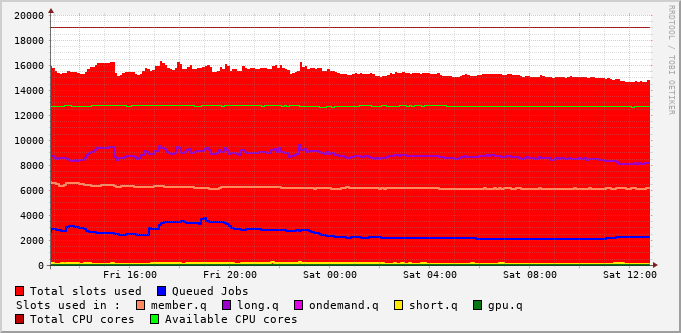 20000
18000
16000
14000
12000
10000
8000
6000
4000
2000
0
Fri 16:00 Fri 20:00 Sat 00:00 Sat 04:00 Sat 08:00 Sat 12:00
RRDTOOL / TOBI OETIKER
Total slots used Queued Jobs
Slots used in : member.q long.q ondemand.q short.q gpu.q
Total CPU cores Available CPU cores